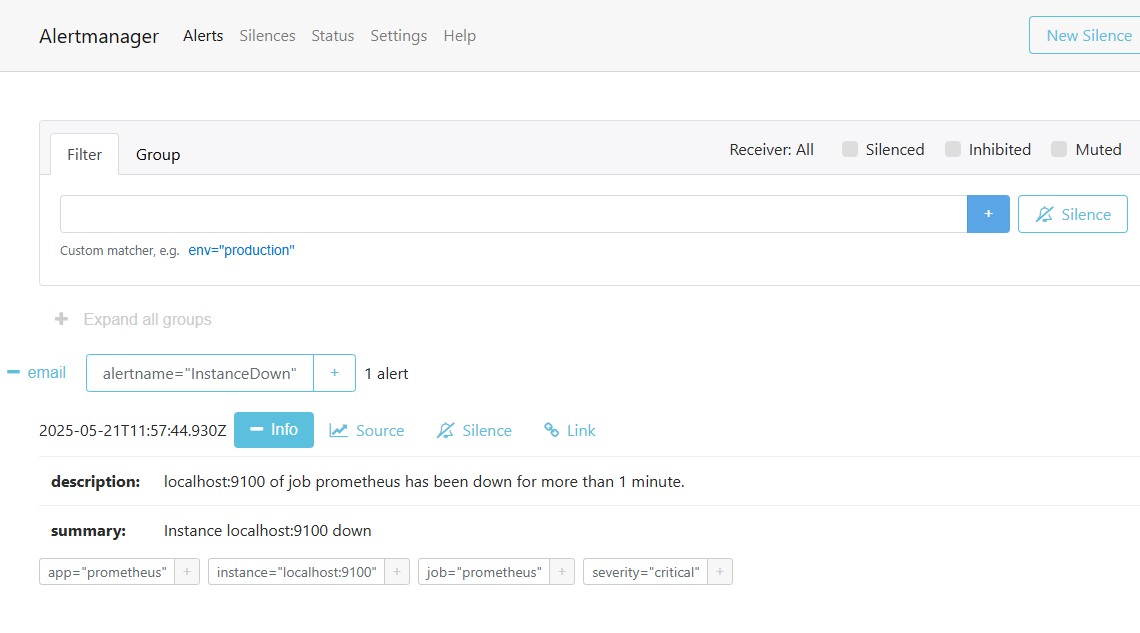 Alertmanager Alerts Silences Status Settings Help New Silence
Filter Group Receiver: All Silenced Inhibited Muted
+ Silence
Custom matcher, e.g. env="production"
+ Expand all groups
− email alertname="InstanceDown" + 1 alert
2025-05-21T11:57:44.930Z − Info Source Silence Link
description: localhost:9100 of job prometheus has been down for more than 1 minute.
summary: Instance localhost:9100 down
app="prometheus" + instance="localhost:9100" + job="prometheus" + severity="critical" +